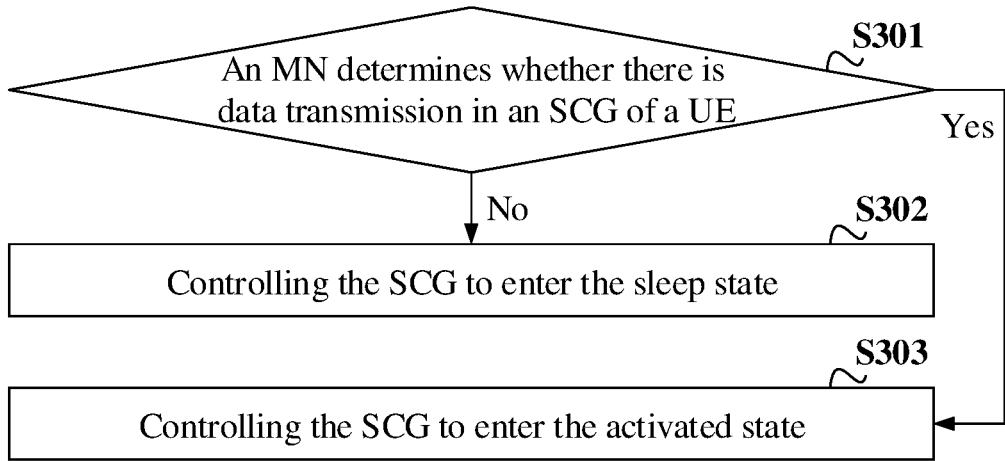 S301
An MN determines whether there is
data transmission in an SCG of a UE
Yes
No
S302
Controlling the SCG to enter the sleep state
S303
Controlling the SCG to enter the activated state